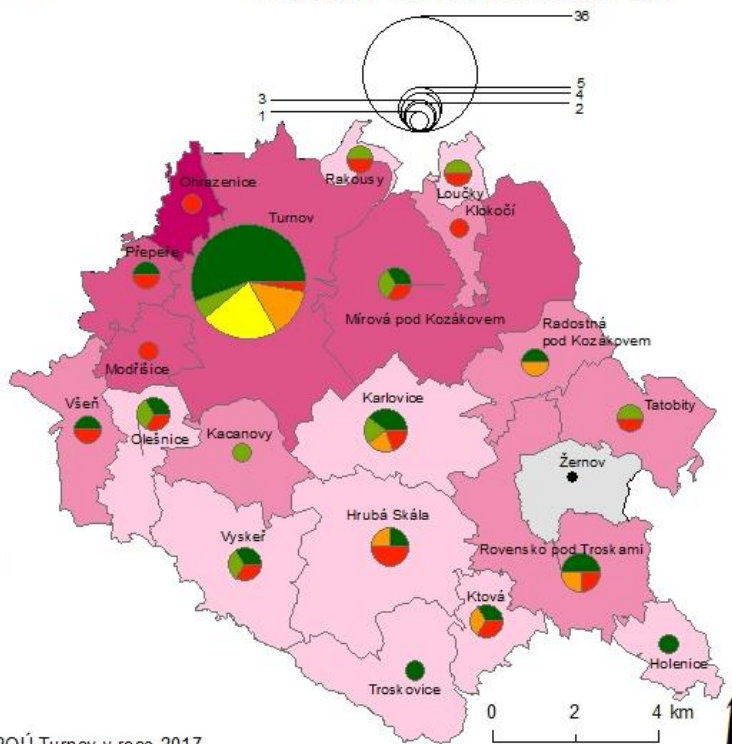 36
5
4
3
2
1
Rakousy
Loučky
Ohrazenice
Klokočí
Turnov
Přepeře
Mírová pod Kozákovem
Radostná
pod Kozákovem
Modřišice
Karlovice
Všeň
Tatobity
Olešnice
Kacanovy
Žernov
Hrubá Skála
Vyskeř
Rovensko pod Troskami
Ktová
Holenice
Troskovice
0 2 4 km
Turnov v roce 2017